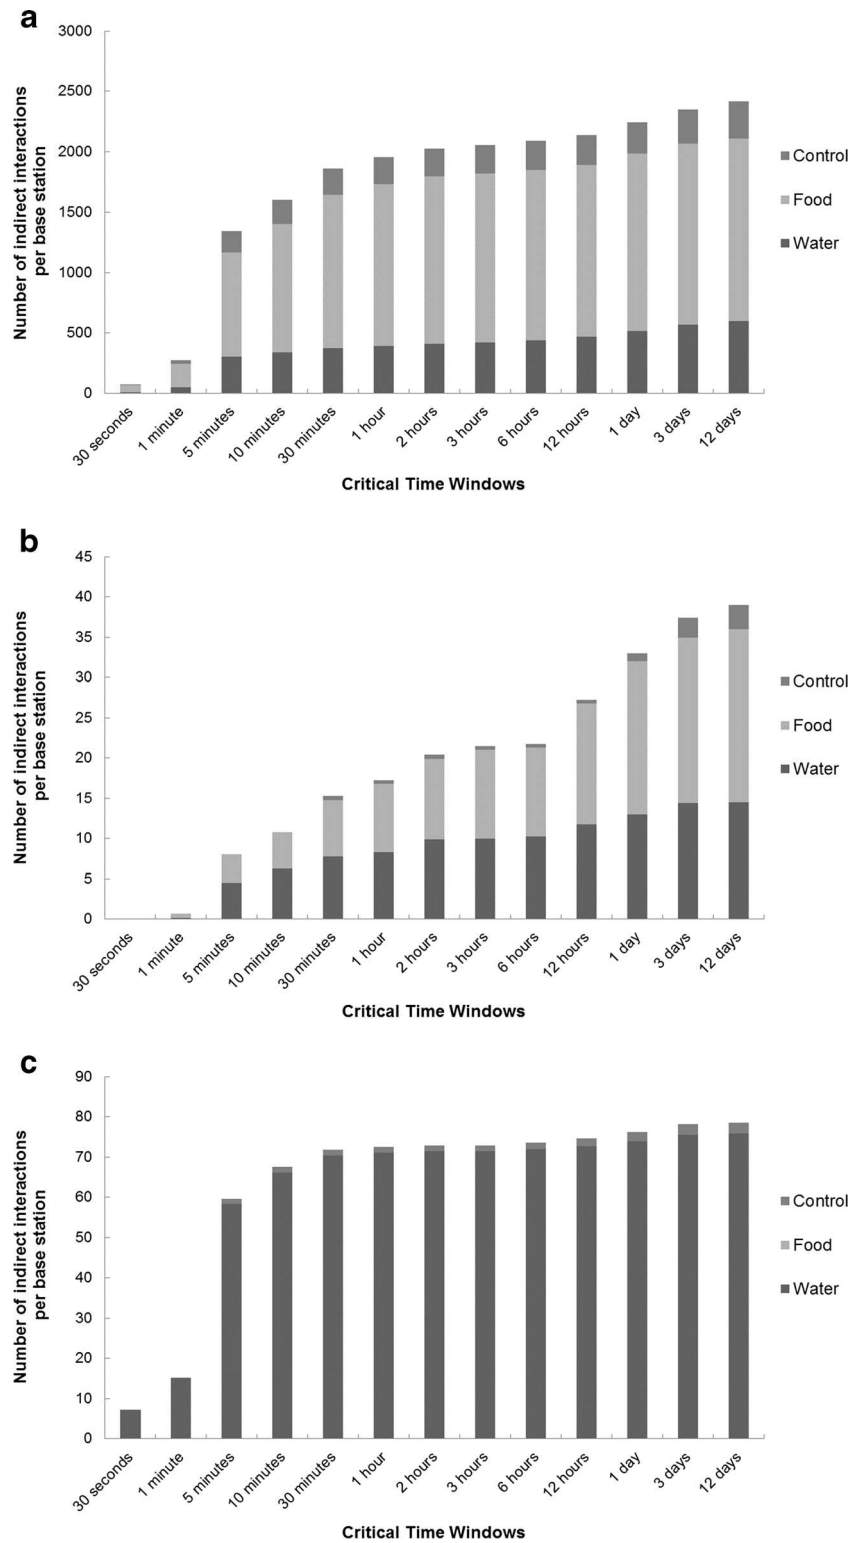 a
3000
2500
2000
1500
1000
500
0
Number of indirect interactions
per base station
Control
Food
Water
30 seconds
1 minute
5 minutes
10 minutes
30 minutes
1 hour
2 hours
3 hours
6 hours
12 hours
1 day
3 days
12 days
Critical Time Windows
b
45
40
35
30
25
20
15
10
5
0
Number of indirect interactions
per base station
Control
Food
Water
30 seconds
1 minute
5 minutes
10 minutes
30 minutes
1 hour
2 hours
3 hours
6 hours
12 hours
1 day
3 days
12 days
Critical Time Windows
c
90
80
70
60
50
40
30
20
10
0
Number of indirect interactions
per base station
Control
Food
Water
30 seconds
1 minute
5 minutes
10 minutes
30 minutes
1 hour
2 hours
3 hours
6 hours
12 hours
1 day
3 days
12 days
Critical Time Windows